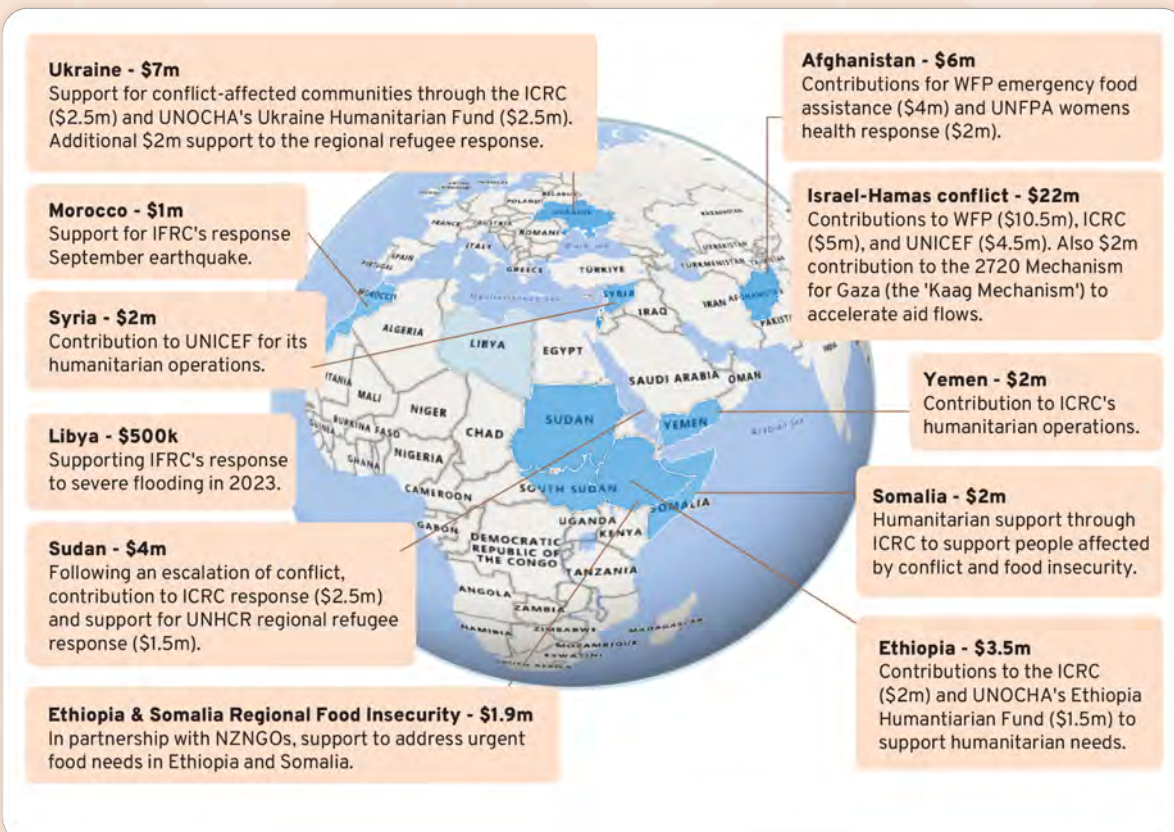 Ukraine - $7m
Support for conflict-affected communities through the ICRC
($2.5m) and UNOCHA's Ukraine Humanitarian Fund ($2.5m).
Additional $2m support to the regional refugee response.
Morocco - $1m
Support for IFRC's response
September earthquake.
Syria - $2m
Contribution to UNICEF for its
humanitarian operations.
Libya - $500k
Supporting IFRC's response
to severe flooding in 2023.
Sudan - $4m
Following an escalation of conflict,
contribution to ICRC response ($2.5m)
and support for UNHCR regional refugee
response ($1.5m).
Ethiopia & Somalia Regional Food Insecurity - $1.9m
In partnership with NZNGOs, support to address urgent
food needs in Ethiopia and Somalia.
Afghanistan - $6m
Contributions for WFP emergency food
assistance ($4m) and UNFPA womens
health response ($2m).
Israel-Hamas conflict - $22m
Contributions to WFP ($10.5m), ICRC
($5m), and UNICEF ($4.5m). Also $2m
contribution to the 2720 Mechanism
for Gaza (the 'Kaag Mechanism') to
accelerate aid flows.
Yemen - $2m
Contribution to ICRC's
humanitarian operations.
Somalia - $2m
Humanitarian support through
ICRC to support people affected
by conflict and food insecurity.
Ethiopia - $3.5m
Contributions to the ICRC
($2m) and UNOCHA's Ethiopia
Humantiarian Fund ($1.5m) to
support humanitarian needs.
BELARUS
POLAND
UKRAINE
FRANCE
ROMANI
ITALY
SPAIN
PORTUGAL
GREECE
TÜRKİYE
UZBEKISTAN
TURKMENISTAN
MOROCCO
SYRIA
IRAQ
IRAN
AFGHANISTAN
PAKIST
ALGERIA
LIBYA
EGYPT
SAUDI ARABIA
OMAN
INDIA
ITANIA
MALI
NIGER
CHAD
SUDAN
YEMEN
Arabian Sea
BURKINA FASO
GHANA
NIGERIA
CAMEROON
SOUTH SUDAN
SOMALIA
GABON
UGANDA
KENYA
DEMOCRATIC
REPUBLIC OF
THE CONGO
TANZANIA
ANGOLA
ZAMBIA
NAMIBIA
ZIMBABWE
MADAGASCAR
MOZAMBIQUE
ESWATINI
SOUTH AFRICA